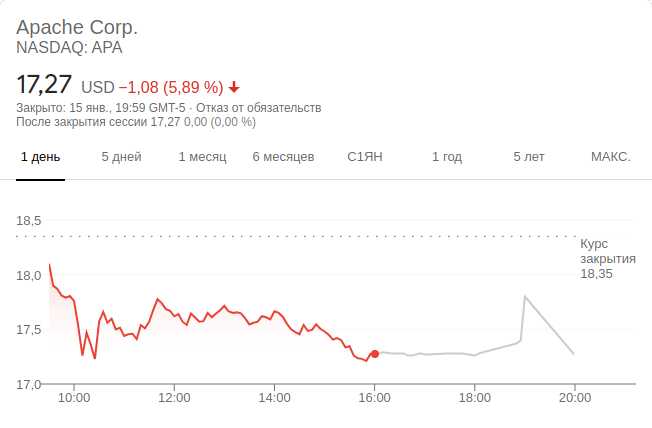 Apache Corp.
NASDAQ: APA
17,27 USD −1,08 (5,89 %)
Закрыто: 15 янв., 19:59 GMT-5 · Отказ от обязательств
После закрытия сессии 17,27 0,00 (0,00 %)
1 день 5 дней 1 месяц 6 месяцев С1ЯН 1 год 5 лет МАКС.
18,5
Курс
закрытия
18,35
18,0
17,5
17,0
10:00 12:00 14:00 16:00 18:00 20:00